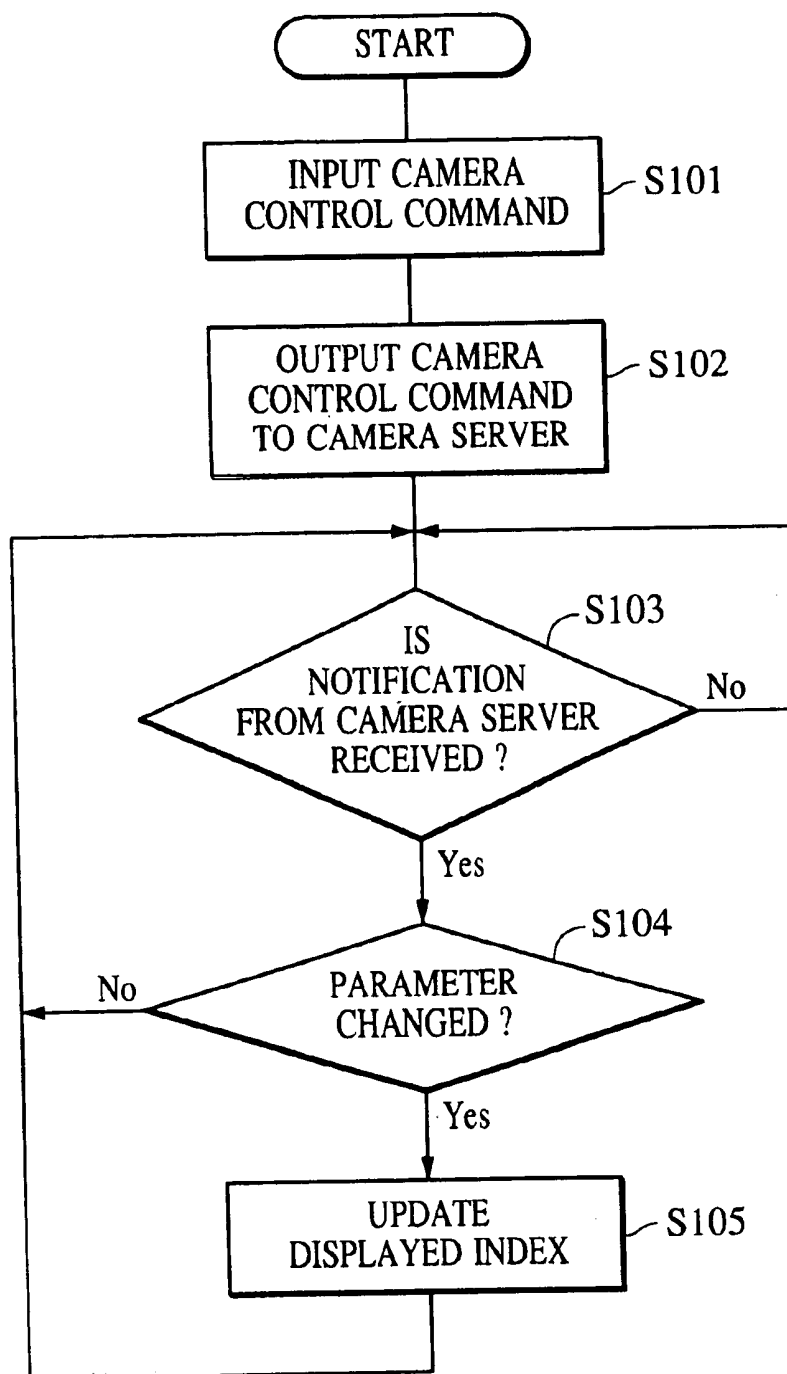 START
INPUT CAMERA
CONTROL COMMAND
S101
OUTPUT CAMERA
CONTROL COMMAND
TO CAMERA SERVER
S102
S103
IS
NOTIFICATION
FROM CAMERA SERVER
RECEIVED ?
No
Yes
S104
PARAMETER
CHANGED ?
No
Yes
UPDATE
DISPLAYED INDEX
S105